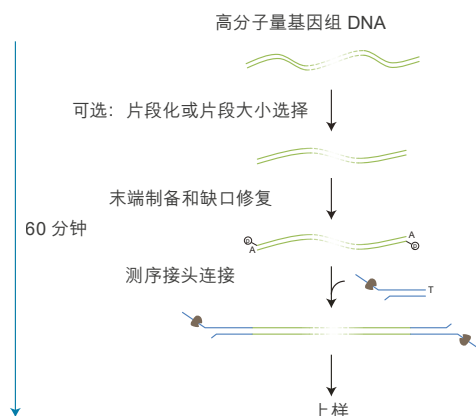 高分子量基因组 DNA
可选：片段化或片段大小选择
末端制备和缺口修复
60 分钟
A
P
P
A
测序接头连接
T
上样